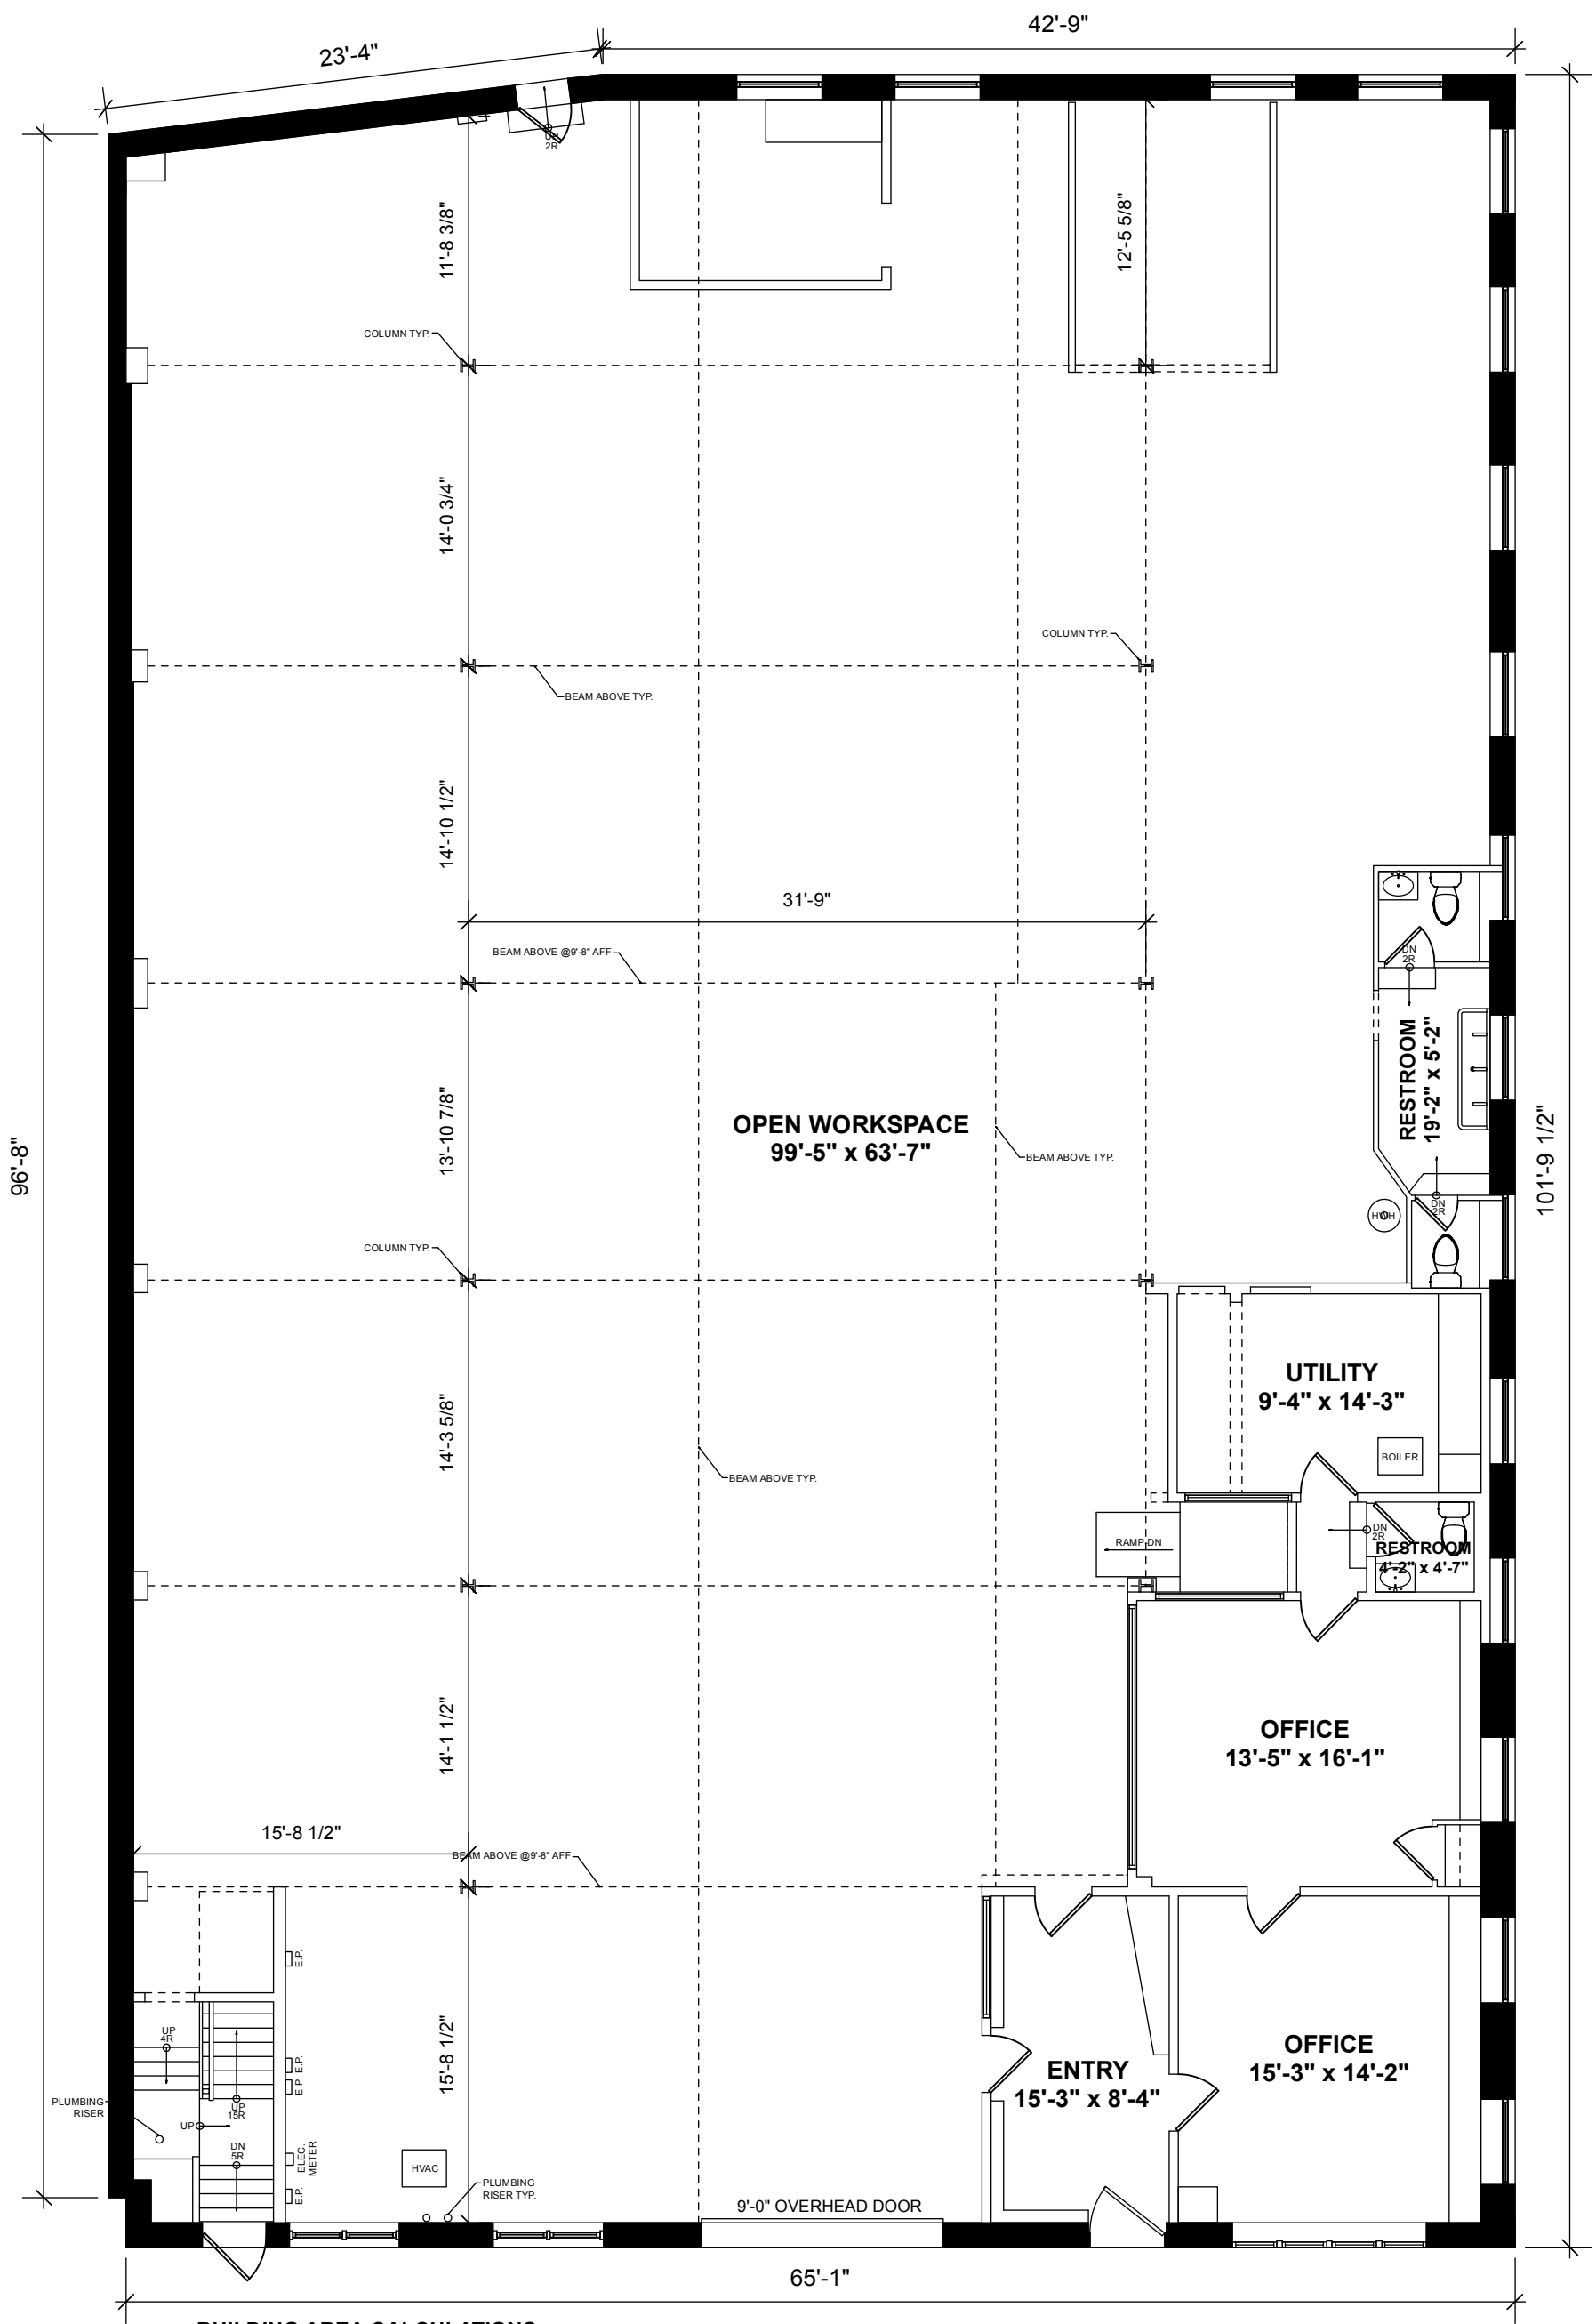 42'-9"
23'-4"
UP
2R
11'-8 3/8"
12'-5 5/8"
COLUMN TYP.
14'-0 3/4"
COLUMN TYP.
BEAM ABOVE TYP.
14'-10 1/2"
31'-9"
BEAM ABOVE @9'-8" AFF
DN
2R
RESTROOM
19'-2" x 5'-2"
96'-8"
13'-10 7/8"
OPEN WORKSPACE
99'-5" x 63'-7"
BEAM ABOVE TYP.
101'-9 1/2"
DN
2R
HWH
COLUMN TYP.
UTILITY
9'-4" x 14'-3"
14'-3 5/8"
BOILER
BEAM ABOVE TYP.
RAMP DN
DN
2R
RESTROOM
4'-2" x 4'-7"
14'-1 1/2"
OFFICE
13'-5" x 16'-1"
15'-8 1/2"
BEAM ABOVE @9'-8" AFF
E.P.
UP
4R
15'-8 1/2"
E.P.
E.P.
ENTRY
15'-3" x 8'-4"
OFFICE
15'-3" x 14'-2"
PLUMBING
RISER
UP
15R
UP
DN
5R
ELEC.
METER
HVAC
E.P.
PLUMBING
RISER TYP.
9'-0" OVERHEAD DOOR
65'-1"
BUILDING AREA CALCULATIONS